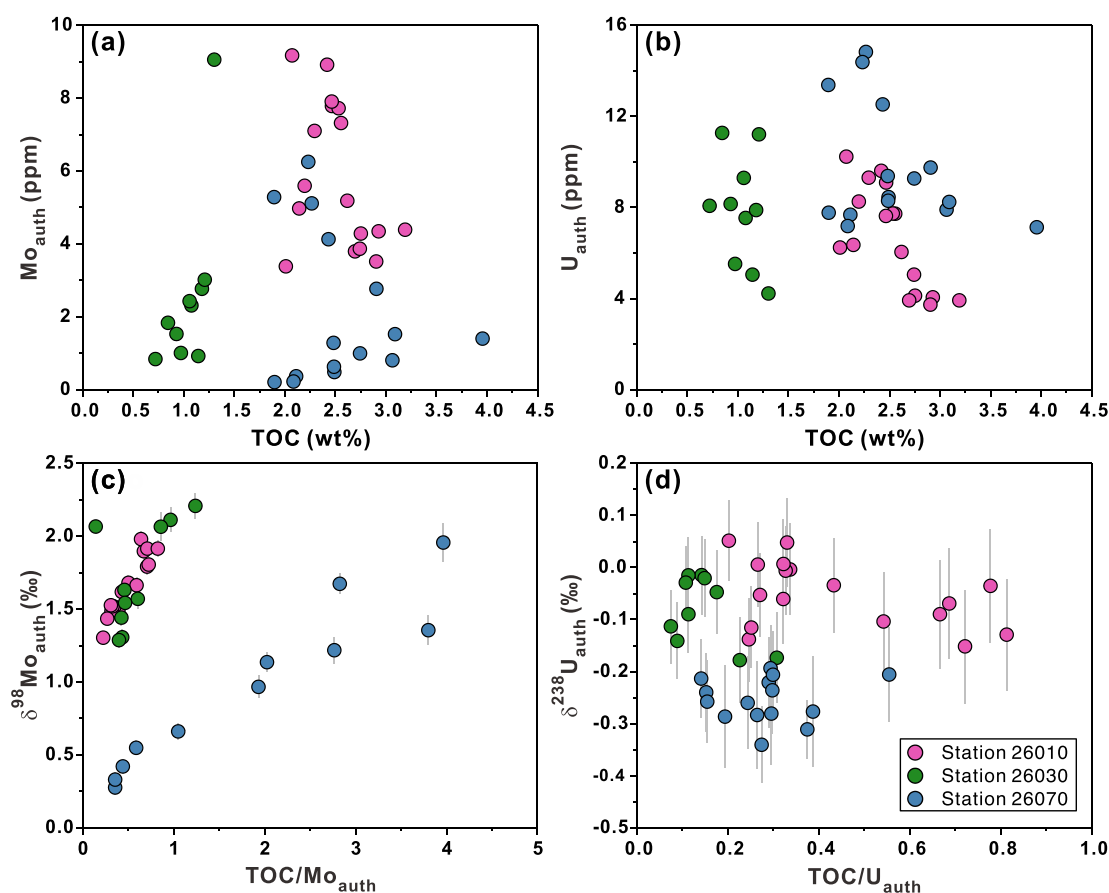 (a)
10
8
6
4
2
0
Mo_auth (ppm)
0.0 0.5 1.0 1.5 2.0 2.5 3.0 3.5 4.0 4.5
TOC (wt%)
(b)
16
12
8
4
0
U_auth (ppm)
0.0 0.5 1.0 1.5 2.0 2.5 3.0 3.5 4.0 4.5
TOC (wt%)
(c)
2.5
2.0
1.5
1.0
0.5
0.0
δ⁹⁸Mo_auth (‰)
0 1 2 3 4 5
TOC/Mo_auth
(d)
0.2
0.1
0.0
-0.1
-0.2
-0.3
-0.4
-0.5
δ²³⁸U_auth (‰)
0.0 0.2 0.4 0.6 0.8 1.0
TOC/U_auth
Station 26010
Station 26030
Station 26070